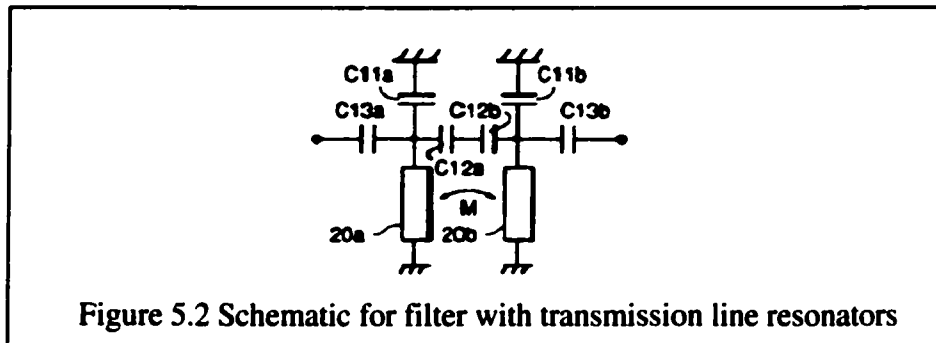 C11a C11b
C13a C12b C13b
C12a
M
20a 20b
Figure 5.2 Schematic for filter with transmission line resonators